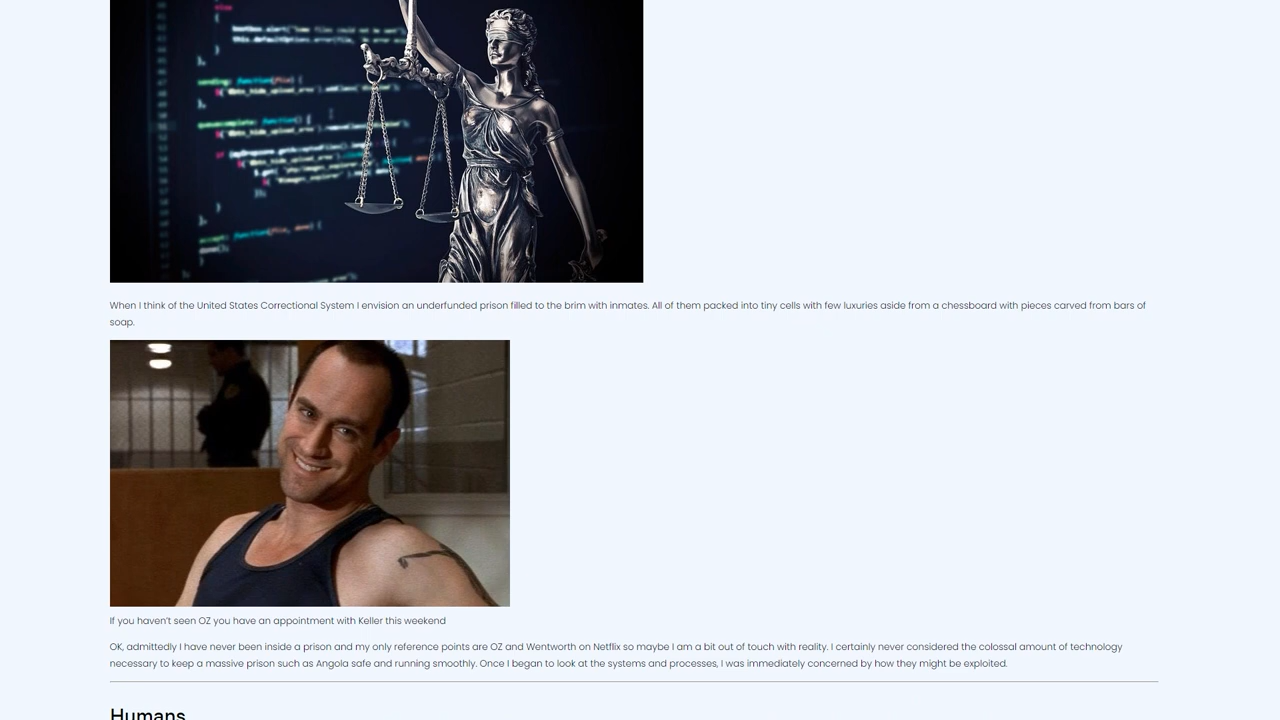 else
{
});
}
When I think of the United States Correctional System I envision an underfunded prison filled to the brim with inmates. All of them packed into tiny cells with few luxuries aside from a chessboard with pieces carved from bars of
soap.
If you haven't seen OZ you have an appointment with Keller this weekend
OK, admittedly I have never been inside a prison and my only reference points are OZ and Wentworth on Netflix so maybe I am a bit out of touch with reality. I certainly never considered the colossal amount of technology
necessary to keep a massive prison such as Angola safe and running smoothly. Once I began to look at the systems and processes, I was immediately concerned by how they might be exploited.
Humans